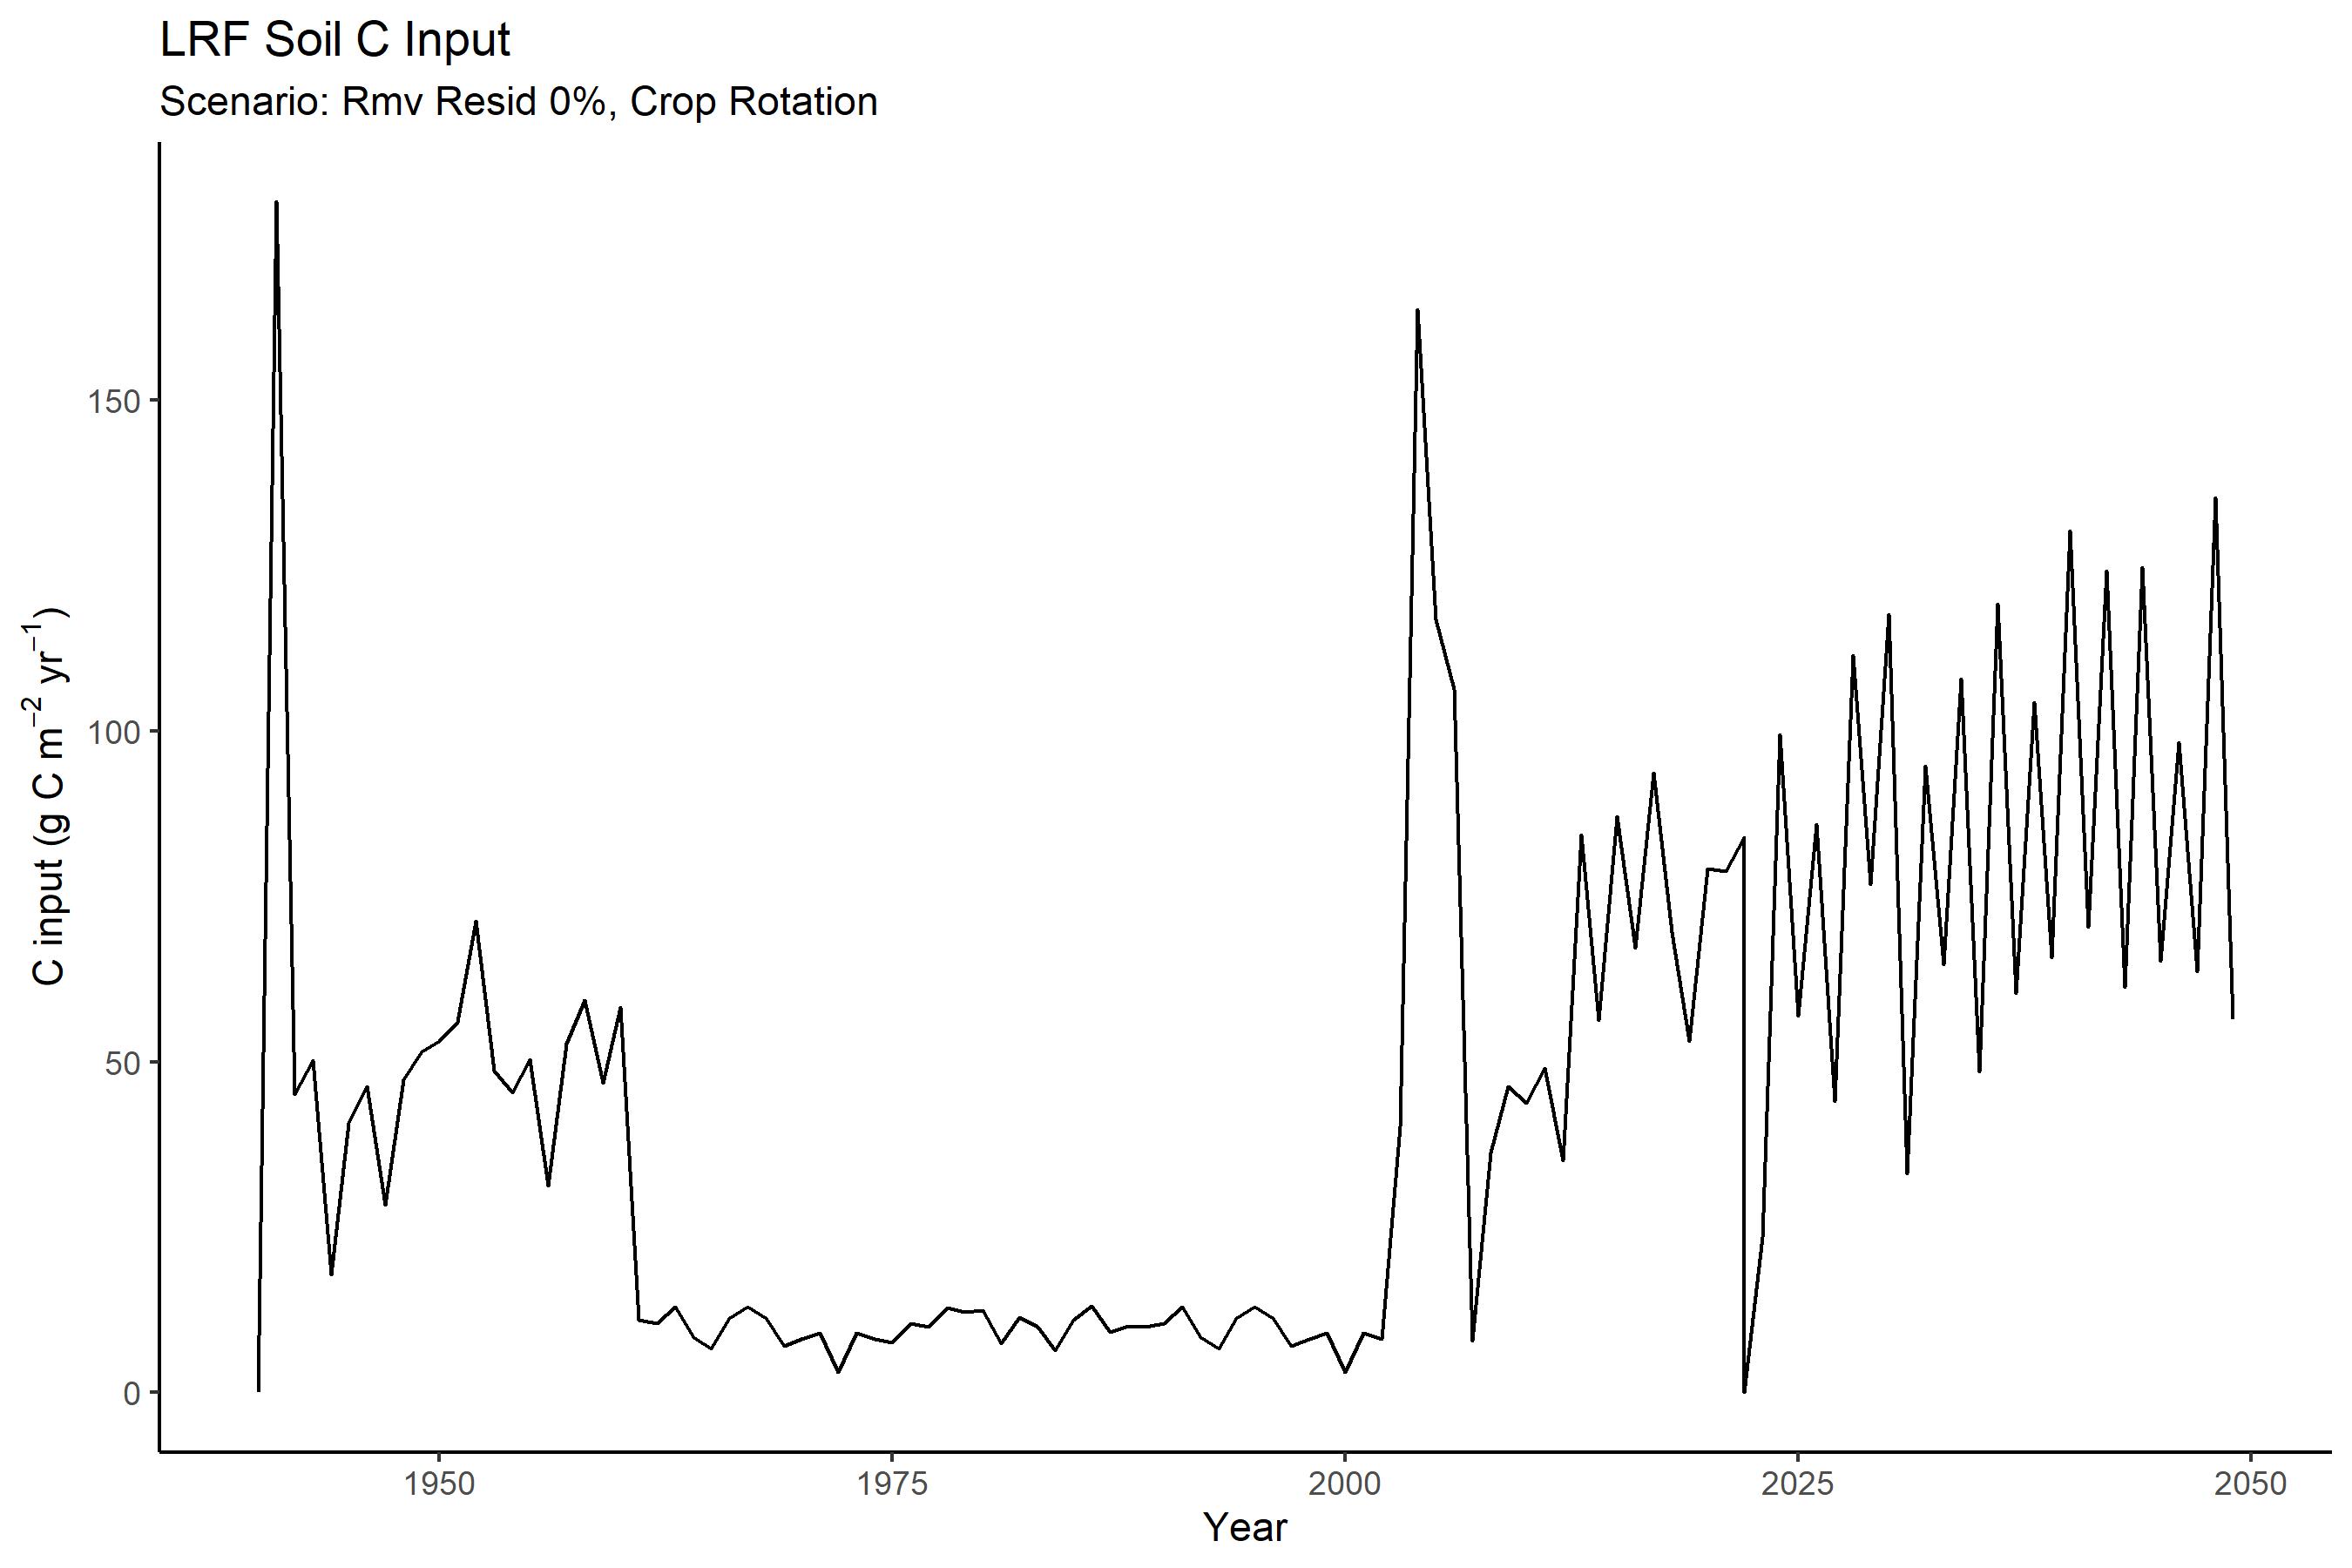 LRF Soil C Input
Scenario: Rmv Resid 0%, Crop Rotation
C input (g C m⁻² yr⁻¹)
150
100
50
0
1950 1975 2000 2025 2050
Year